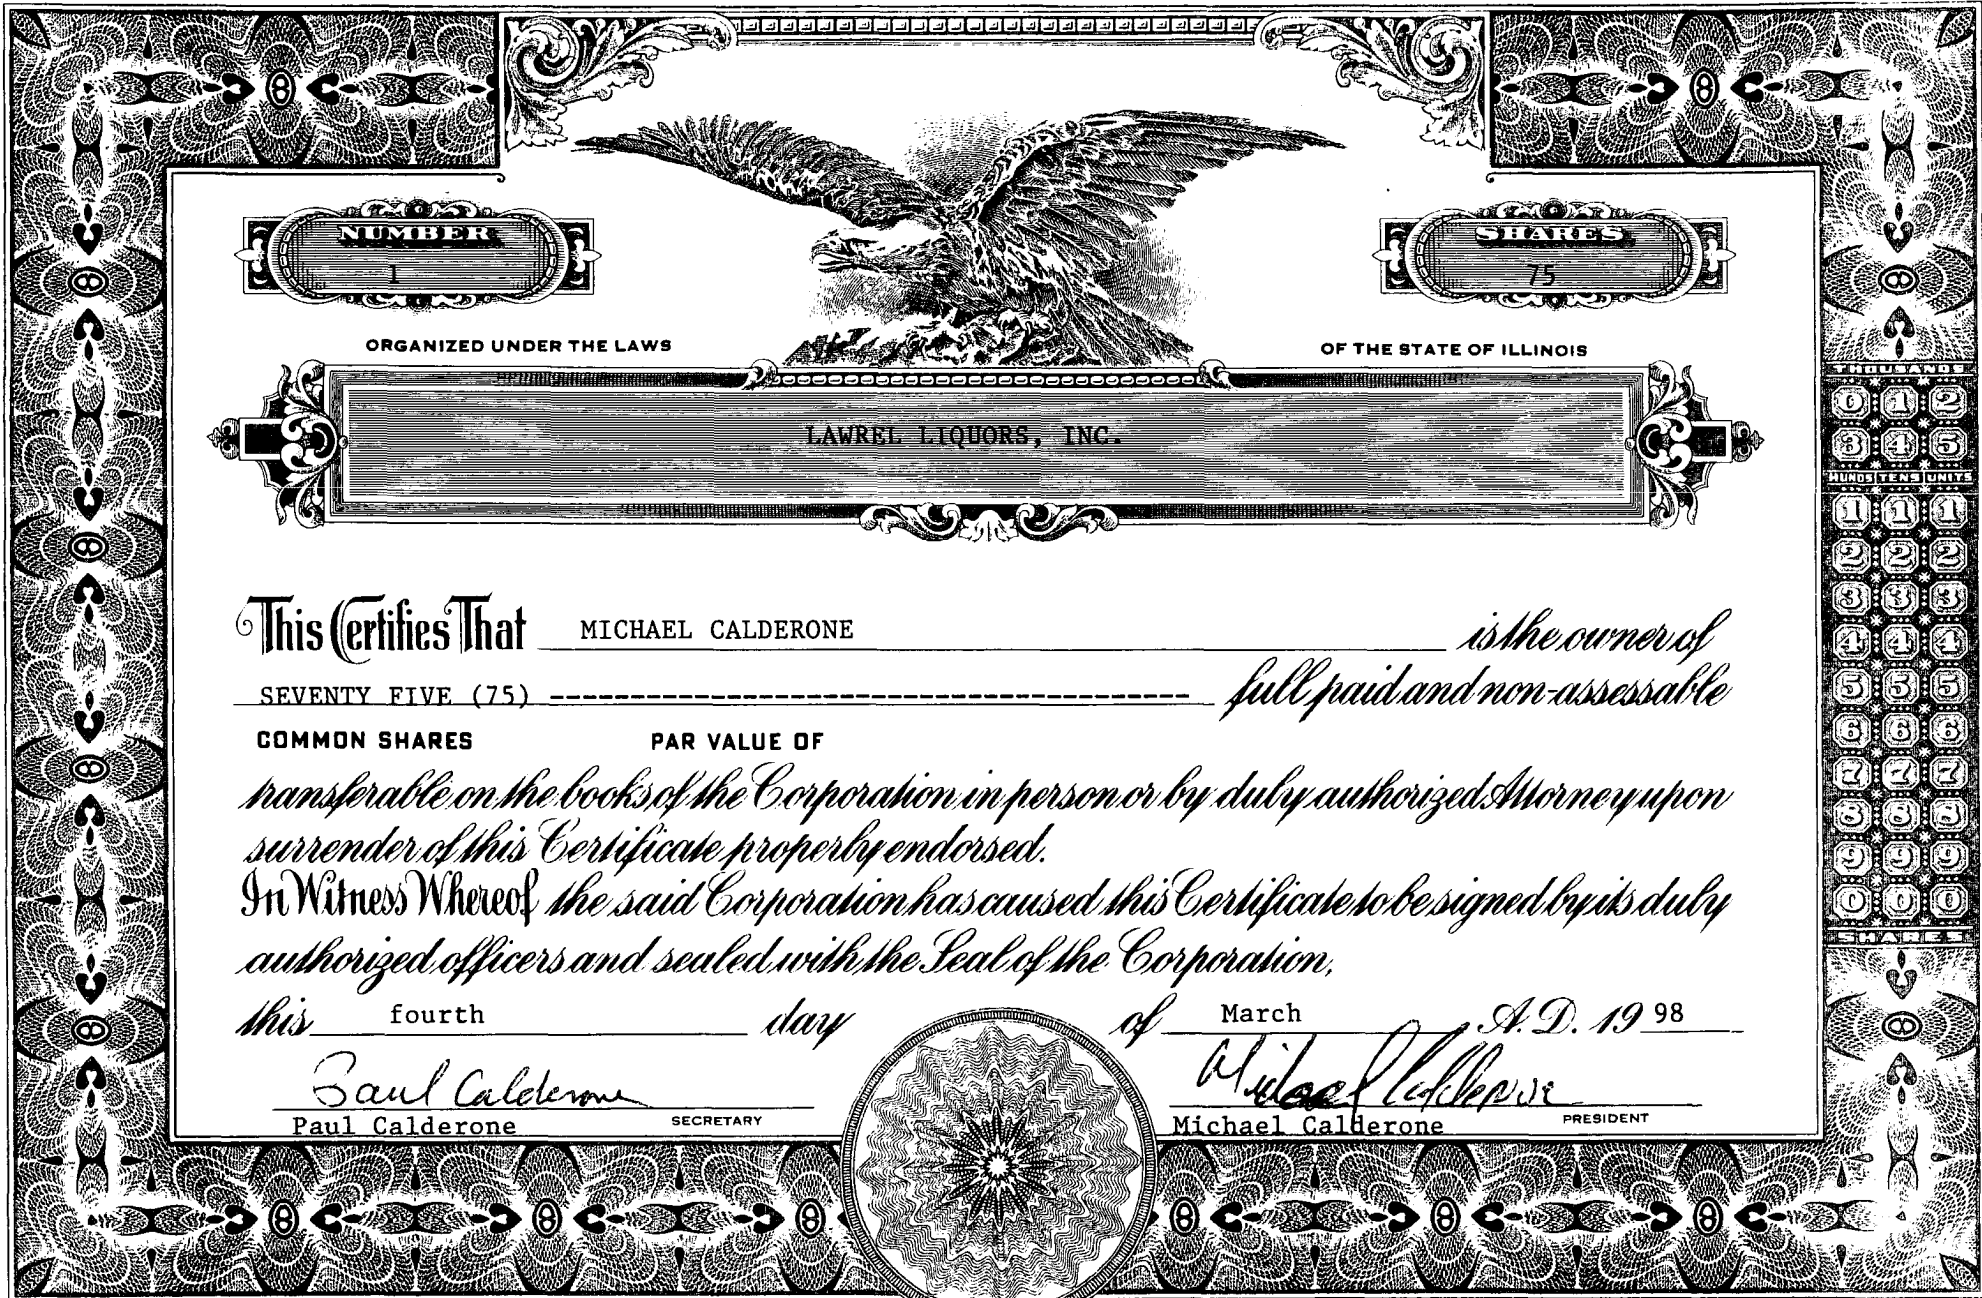 NUMBER
1
SHARES
75
ORGANIZED UNDER THE LAWS
OF THE STATE OF ILLINOIS
LAWREL LIQUORS, INC.
This Certifies That MICHAEL CALDERONE is the owner of
SEVENTY FIVE (75) --------------------------------------- full paid and non-assessable
COMMON SHARES PAR VALUE OF
transferable on the books of the Corporation in person or by duly authorized Attorney upon
surrender of this Certificate properly endorsed.
In Witness Whereof the said Corporation has caused this Certificate to be signed by its duly
authorized officers and sealed with the Seal of the Corporation,
this fourth day of March A.D. 19 98
Paul Calderone
Michael Calderone
Paul Calderone SECRETARY
Michael Calderone PRESIDENT
THOUSANDS
0 1 2
3 4 5
HUNDS TENS UNITS
1 1 1
2 2 2
3 3 3
4 4 4
5 5 5
6 6 6
7 7 7
8 8 8
9 9 9
0 0 0
SHARES